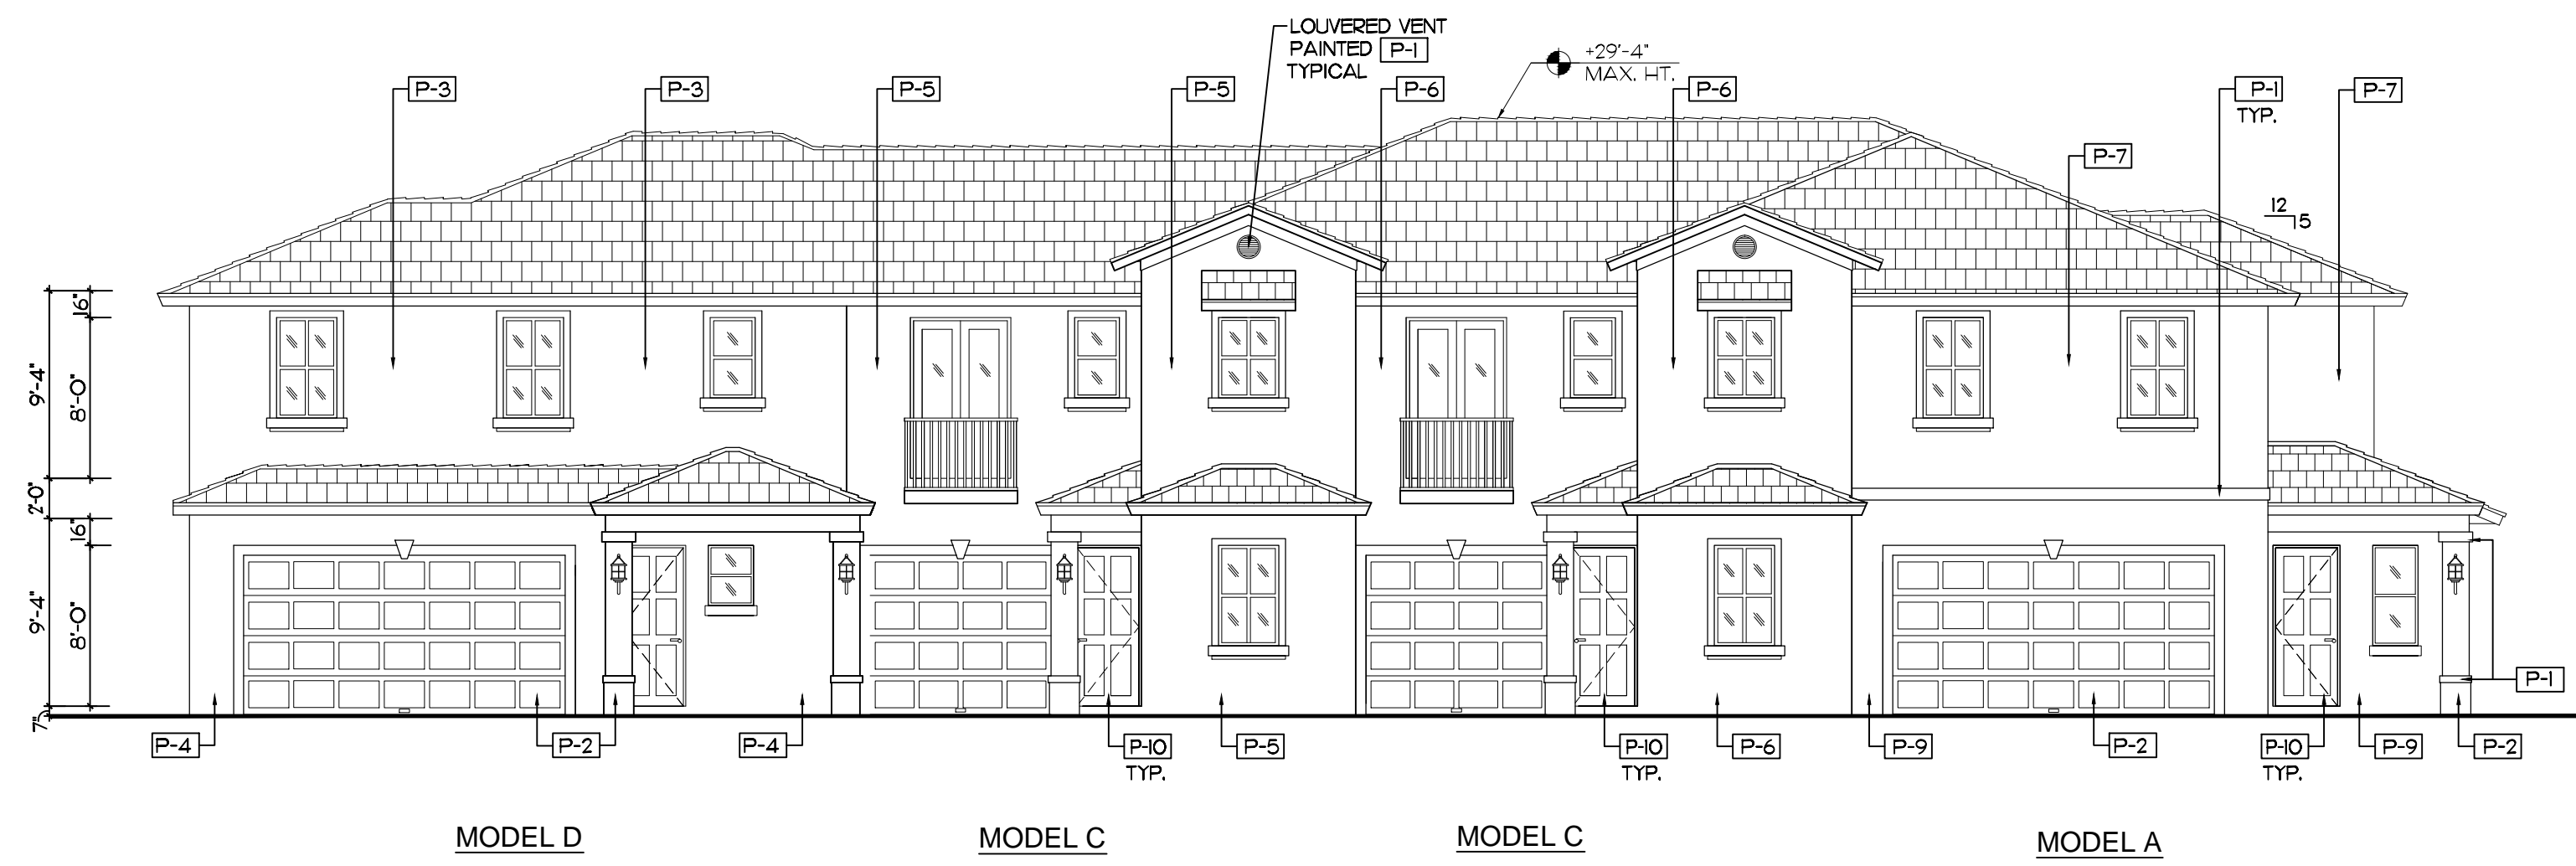 LOUVERED VENT
PAINTED P-1
TYPICAL
+29'-4"
MAX. HT.
P-3
P-3
P-5
P-5
P-6
P-6
P-1
TYP.
P-7
P-7
12
5
16"
9'-4"
8'-0"
2'-0"
16"
9'-4"
8'-0"
7"
P-1
P-4
P-2
P-4
P-10
TYP.
P-5
P-10
TYP.
P-6
P-9
P-2
P-10
TYP.
P-9
P-2
MODEL D
MODEL C
MODEL C
MODEL A